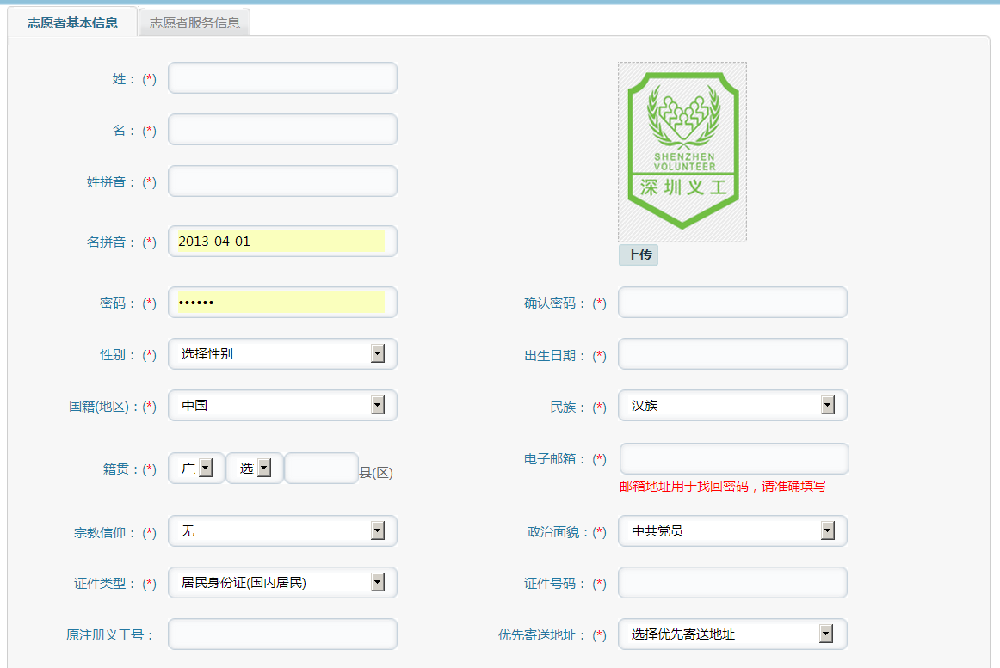 志愿者基本信息 志愿者服务信息
姓： (*)
名： (*)
姓拼音： (*)
SHENZHEN
VOLUNTEER
深圳义工
名拼音： (*) 2013-04-01
上传
密码： (*) ●●●●●● 确认密码： (*)
性别： (*) 选择性别 出生日期： (*)
国籍(地区)：(*) 中国 民族： (*) 汉族
籍贯：(*) 广 选 县(区) 电子邮箱： (*)
邮箱地址用于找回密码，请准确填写
宗教信仰： (*) 无 政治面貌：(*) 中共党员
证件类型： (*) 居民身份证(国内居民) 证件号码： (*)
原注册义工号： 优先寄送地址： (*) 选择优先寄送地址